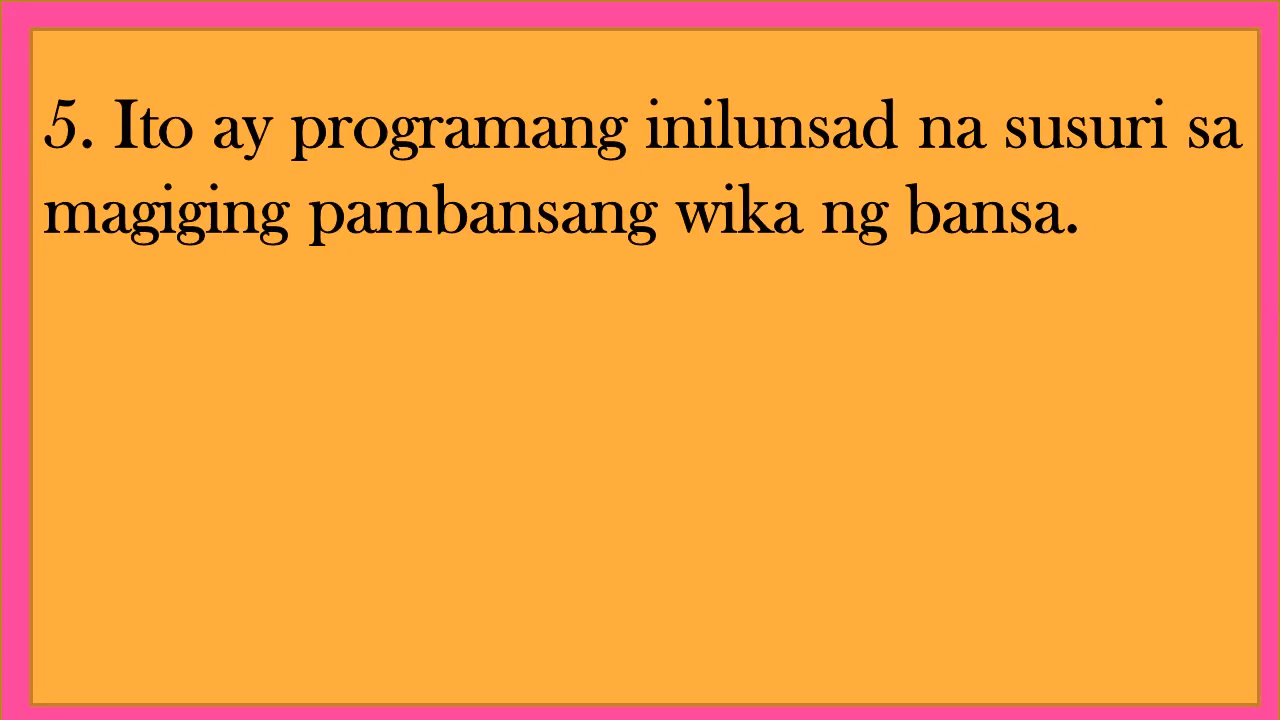 5. Ito ay programang inilunsad na susuri sa
magiging pambansang wika ng bansa.